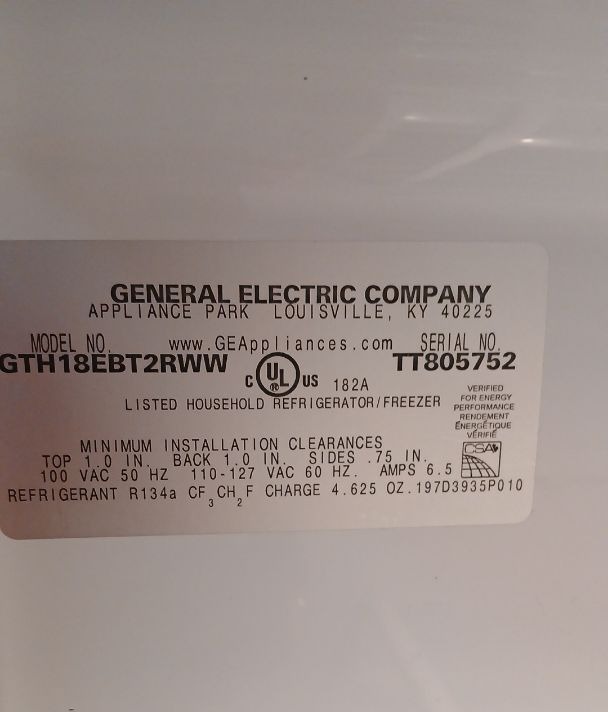 GENERAL ELECTRIC COMPANY
APPLIANCE PARK LOUISVILLE, KY 40225
MODEL NO. www.GEAppliances.com SERIAL NO.
GTH18EBT2RWW TT805752
C UL ® US 182A
LISTED HOUSEHOLD REFRIGERATOR/FREEZER
VERIFIED
FOR ENERGY
PERFORMANCE
RENDEMENT
ÉNERGÉTIQUE
VÉRIFIÉ
CSA
MINIMUM INSTALLATION CLEARANCES
TOP 1.0 IN. BACK 1.0 IN. SIDES .75 IN.
100 VAC 50 HZ 110-127 VAC 60 HZ. AMPS 6.5
REFRIGERANT R134a CF3CH2F CHARGE 4.625 OZ.197D3935P010